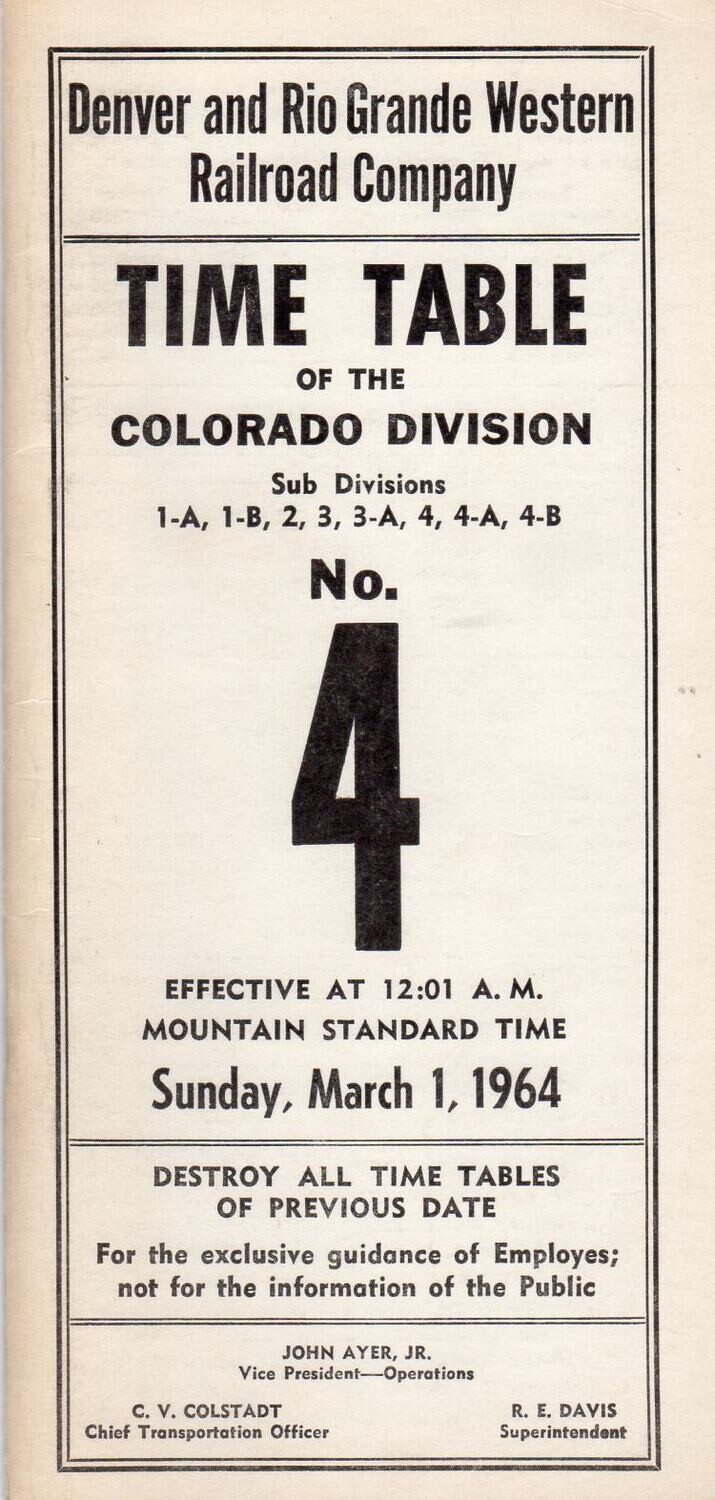 Denver and Rio Grande Western
Railroad Company
TIME TABLE
OF THE
COLORADO DIVISION
Sub Divisions
1-A, 1-B, 2, 3, 3-A, 4, 4-A, 4-B
No.
4
EFFECTIVE AT 12:01 A. M.
MOUNTAIN STANDARD TIME
Sunday, March 1, 1964
DESTROY ALL TIME TABLES
OF PREVIOUS DATE
For the exclusive guidance of Employes;
not for the information of the Public
JOHN AYER, JR.
Vice President—Operations
C. V. COLSTADT
Chief Transportation Officer
R. E. DAVIS
Superintendent